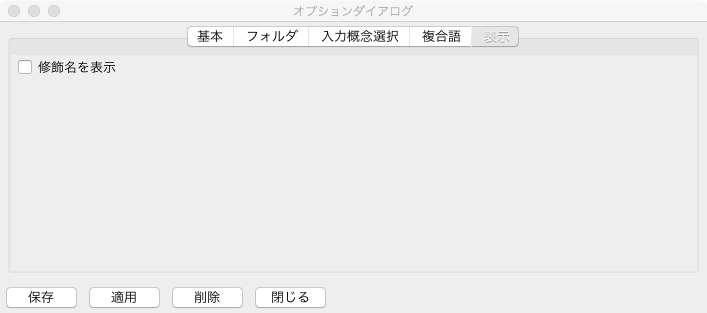 オプションダイアログ
基本 フォルダ 入力概念選択 複合語 表示
修飾名を表示
保存 適用 削除 閉じる